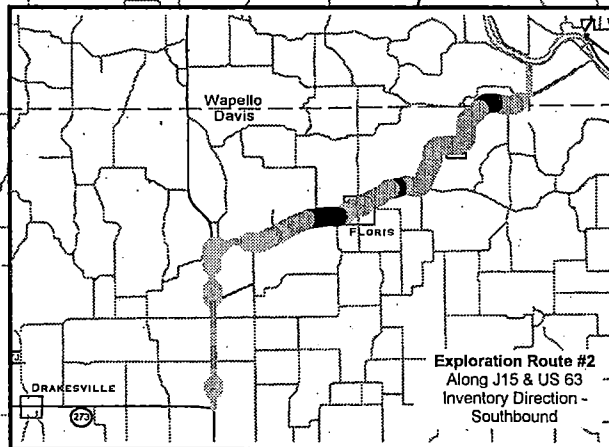 Wapello
Davis
FLORIS
DRAKESVILLE
273
Exploration Route #2
Along J15 & US 63
Inventory Direction -
Southbound